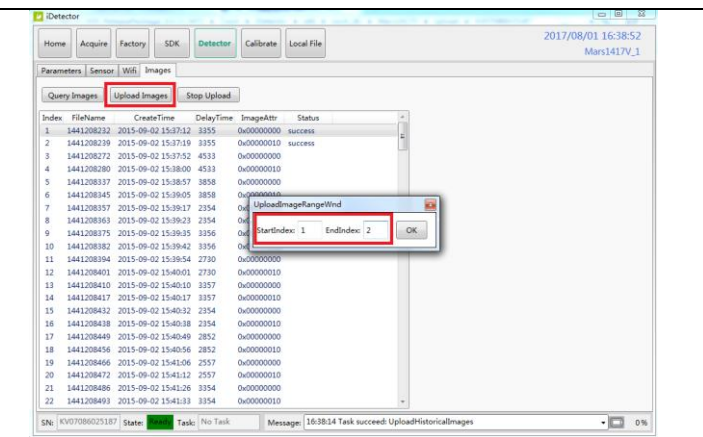 iDetector
Home Acquire Factory SDK Detector Calibrate Local File
2017/08/01 16:38:52
Mars1417V_1
Parameters Sensor Wifi Images
Query Images Upload Images Stop Upload
Index FileName CreateTime DelayTime ImageAttr Status
1 1441208232 2015-09-02 15:37:12 3355 0x00000000 success
2 1441208239 2015-09-02 15:37:19 3355 0x00000010 success
3 1441208272 2015-09-02 15:37:52 4533 0x00000000
4 1441208280 2015-09-02 15:38:00 4533 0x00000010
5 1441208337 2015-09-02 15:38:57 3858 0x00000000
6 1441208345 2015-09-02 15:39:05 3858 0x00000010
7 1441208357 2015-09-02 15:39:17 2354
UploadImageRangeWnd
8 1441208363 2015-09-02 15:39:23 2354
9 1441208375 2015-09-02 15:39:35 3356
StartIndex: 1 EndIndex: 2 OK
10 1441208382 2015-09-02 15:39:42 3356
11 1441208394 2015-09-02 15:39:54 2730 0x00000000
12 1441208401 2015-09-02 15:40:01 2730 0x00000010
13 1441208410 2015-09-02 15:40:10 3357 0x00000000
14 1441208417 2015-09-02 15:40:17 3357 0x00000010
15 1441208432 2015-09-02 15:40:32 2354 0x00000000
16 1441208438 2015-09-02 15:40:38 2354 0x00000010
17 1441208449 2015-09-02 15:40:49 2852 0x00000000
18 1441208456 2015-09-02 15:40:56 2852 0x00000010
19 1441208466 2015-09-02 15:41:06 2557 0x00000000
20 1441208472 2015-09-02 15:41:12 2557 0x00000010
21 1441208486 2015-09-02 15:41:26 3354 0x00000000
22 1441208493 2015-09-02 15:41:33 3354 0x00000010
SN: KV07086025187 State: Ready Task: No Task Message: 16:38:14 Task succeed: UploadHistoricalImages 0%